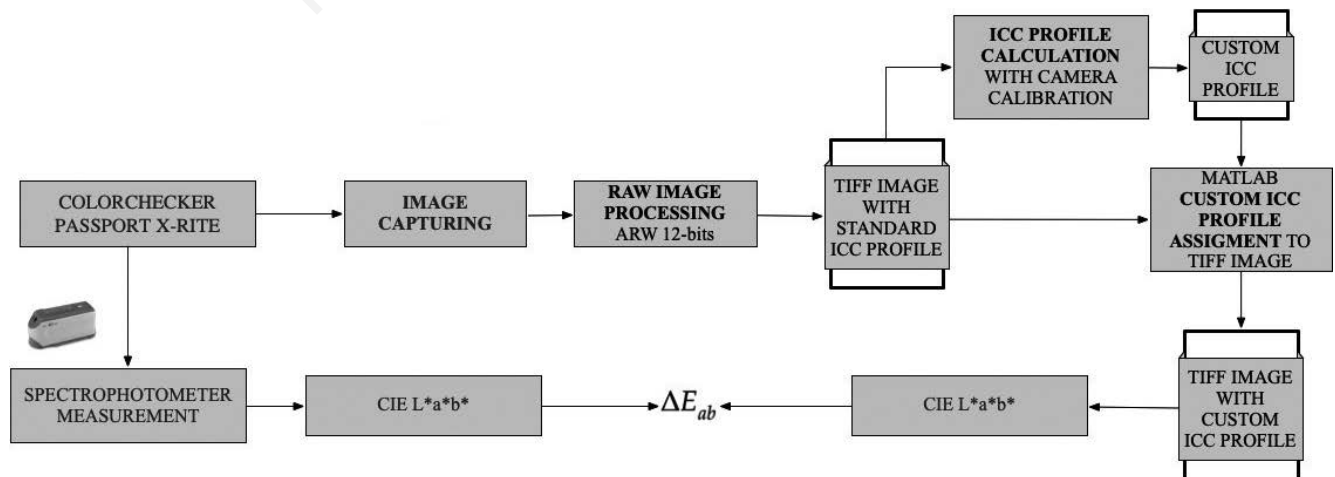 ICC PROFILE
CALCULATION
WITH CAMERA
CALIBRATION
CUSTOM
ICC
PROFILE
COLORCHECKER
PASSPORT X-RITE
IMAGE
CAPTURING
RAW IMAGE
PROCESSING
ARW 12-bits
TIFF IMAGE
WITH
STANDARD
ICC PROFILE
MATLAB
CUSTOM ICC
PROFILE
ASSIGMENT TO
TIFF IMAGE
SPECTROPHOTOMETER
MEASUREMENT
CIE L*a*b*
ΔE_ab
CIE L*a*b*
TIFF IMAGE
WITH
CUSTOM
ICC PROFILE